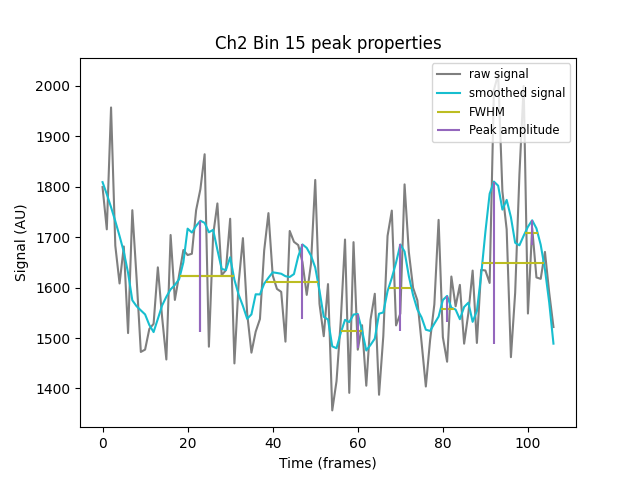 Ch2 Bin 15 peak properties
raw signal
smoothed signal
FWHM
Peak amplitude
Signal (AU)
2000
1900
1800
1700
1600
1500
1400
0 20 40 60 80 100
Time (frames)